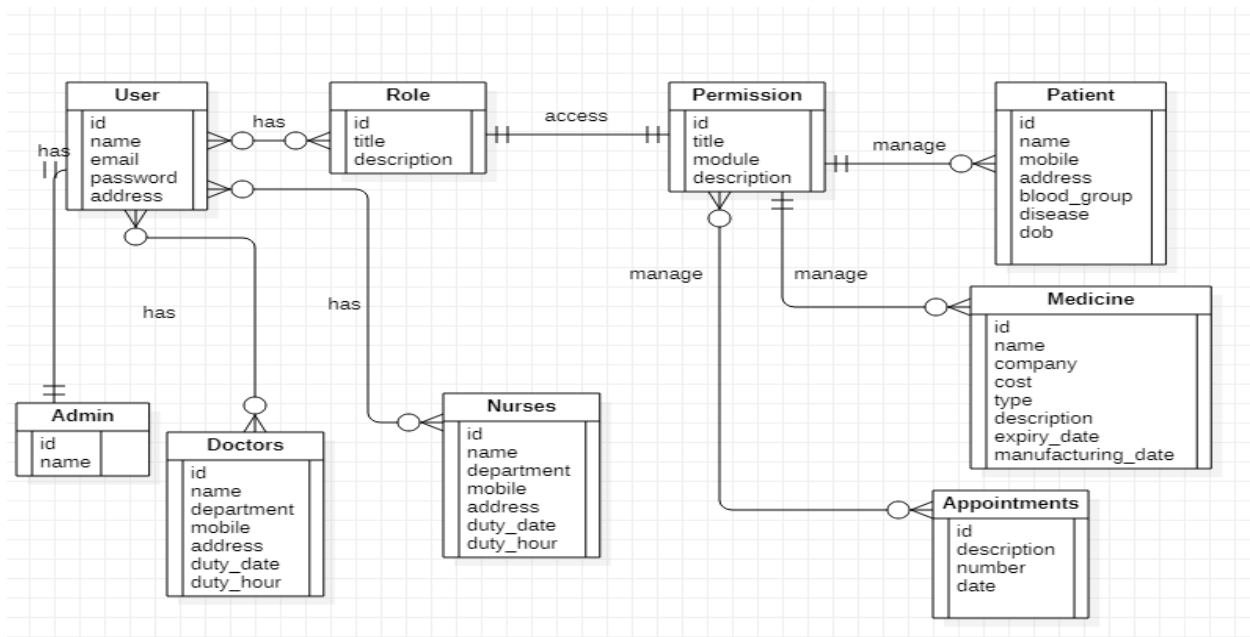 User
id
name
email
password
address
has
has
Role
id
title
description
access
Permission
id
title
module
description
manage
Patient
id
name
mobile
address
blood_group
disease
dob
manage
manage
Medicine
id
name
company
cost
type
description
expiry_date
manufacturing_date
has
has
Admin
id
name
Doctors
id
name
department
mobile
address
duty_date
duty_hour
Nurses
id
name
department
mobile
address
duty_date
duty_hour
Appointments
id
description
number
date